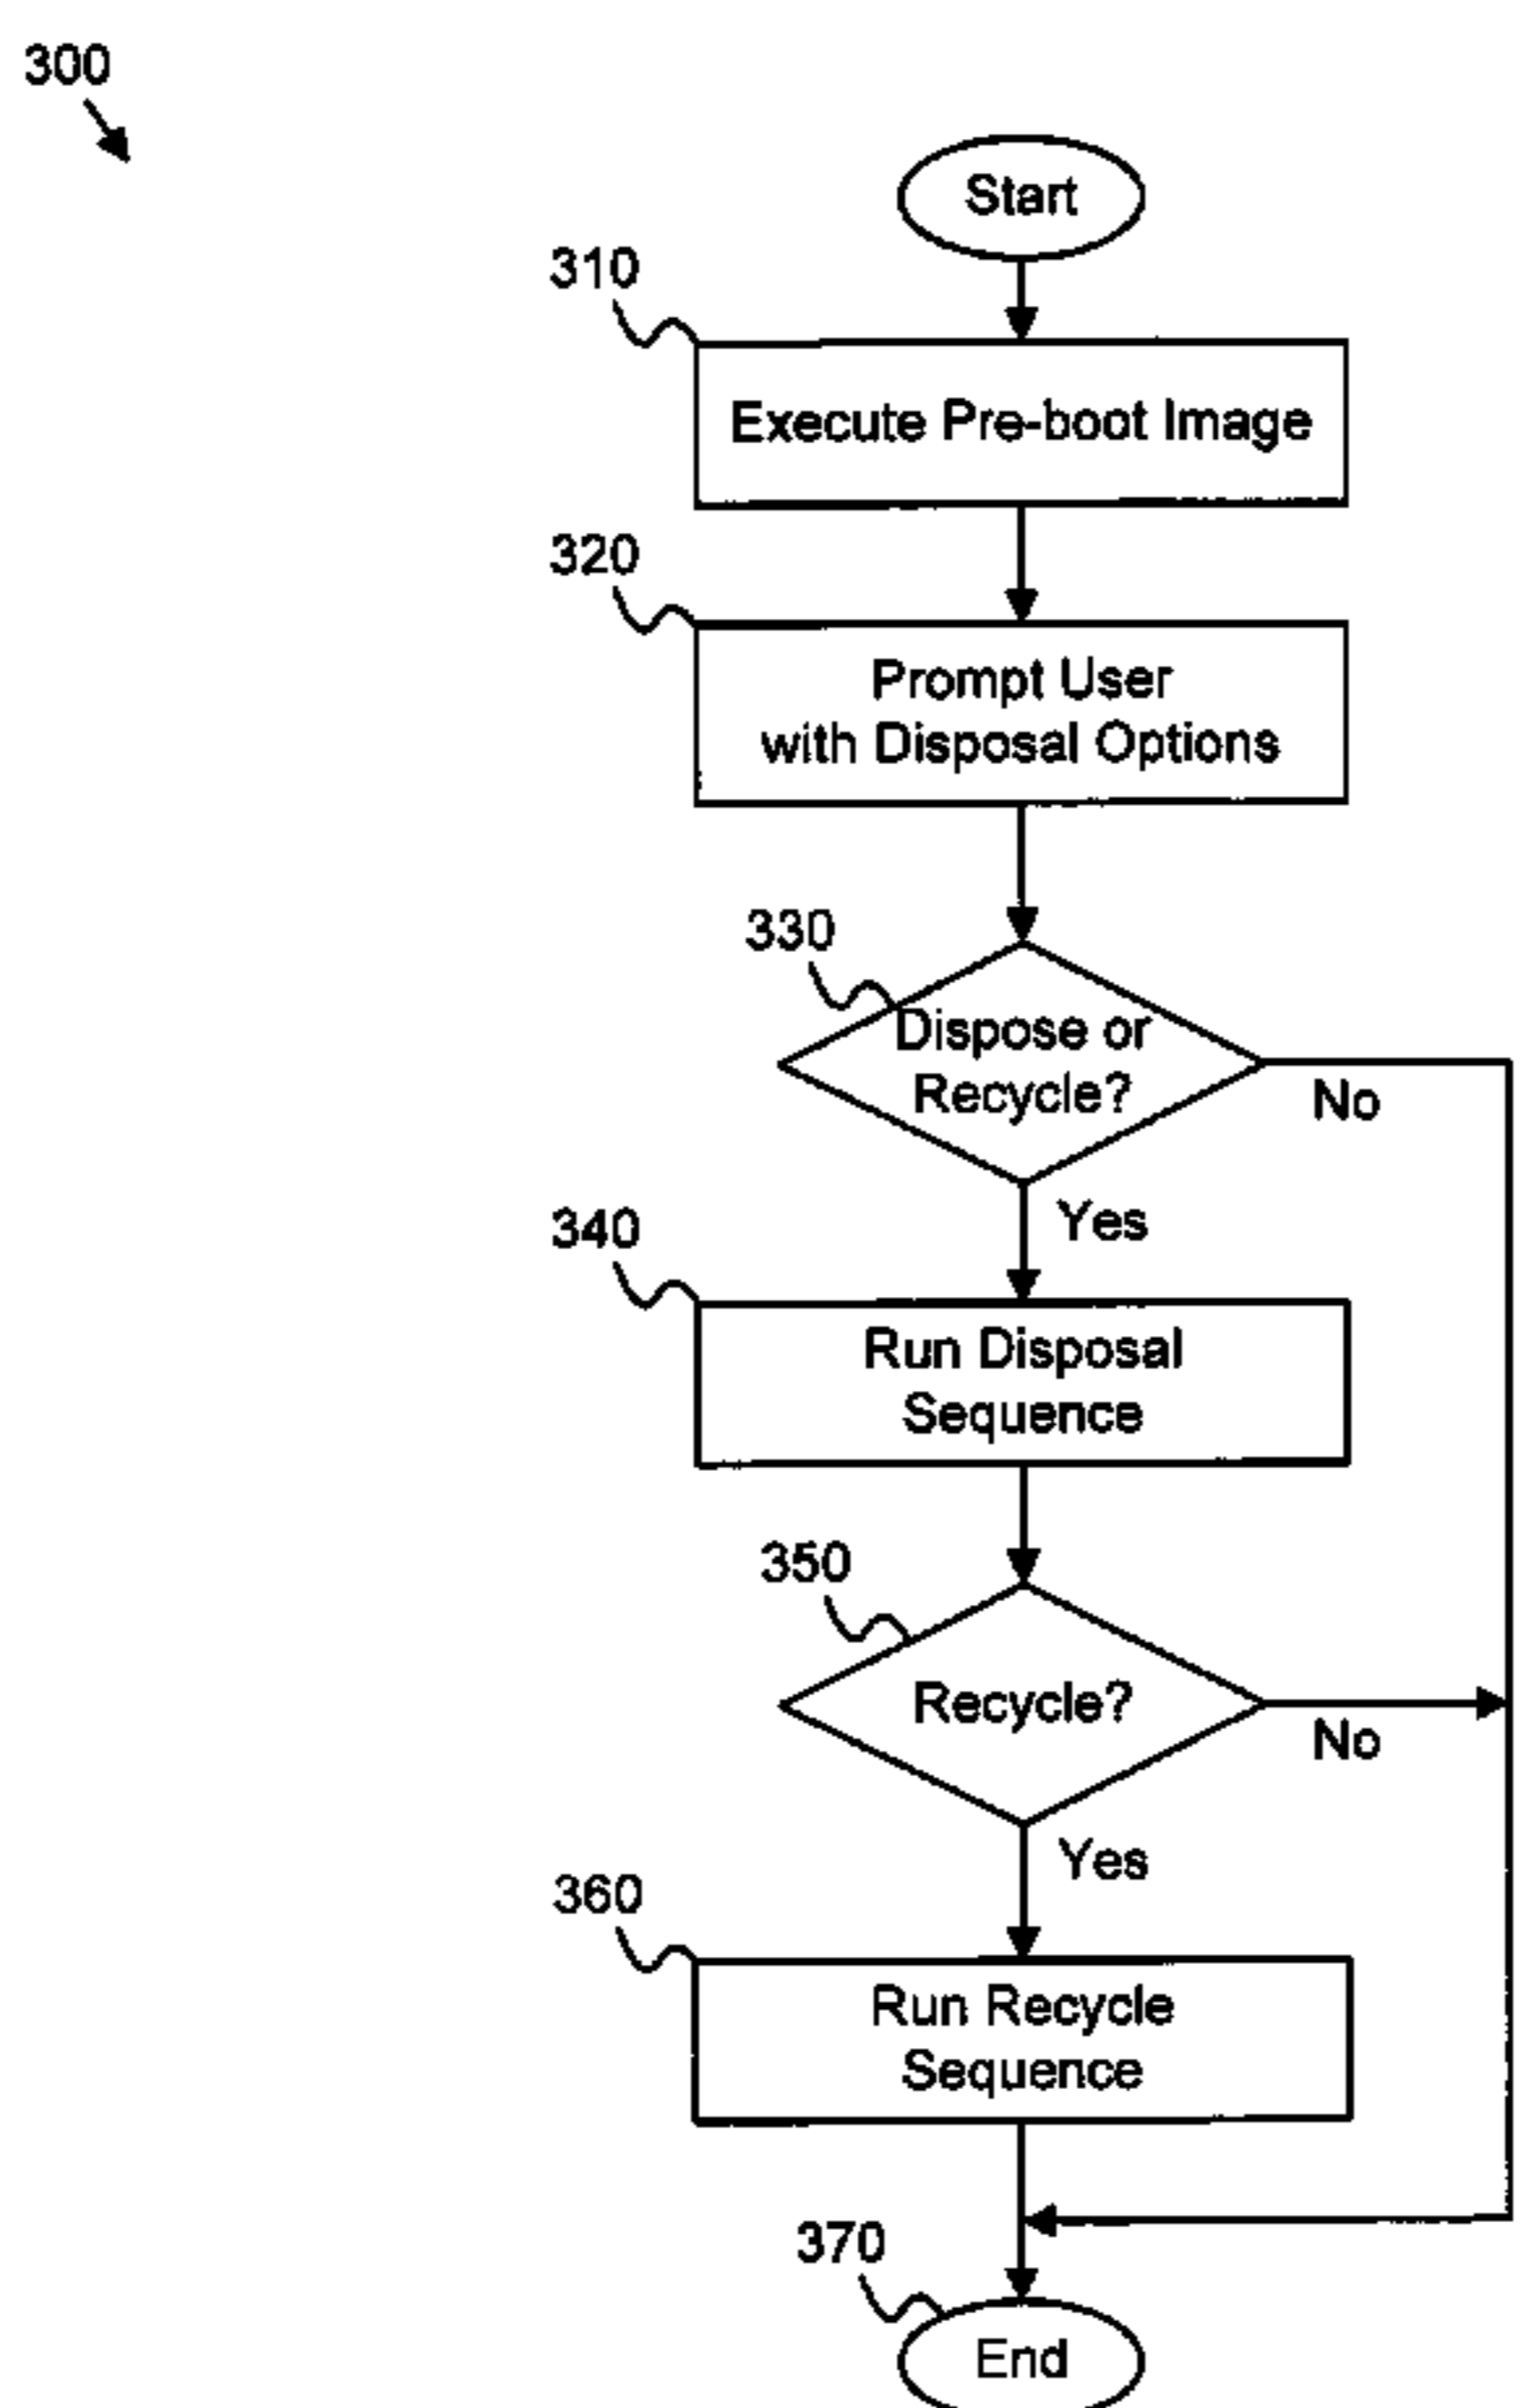 300
Start
310
Execute Pre-boot Image
320
Prompt User
with Disposal Options
330
Dispose or
Recycle?
No
Yes
340
Run Disposal
Sequence
350
Recycle?
No
Yes
360
Run Recycle
Sequence
370
End